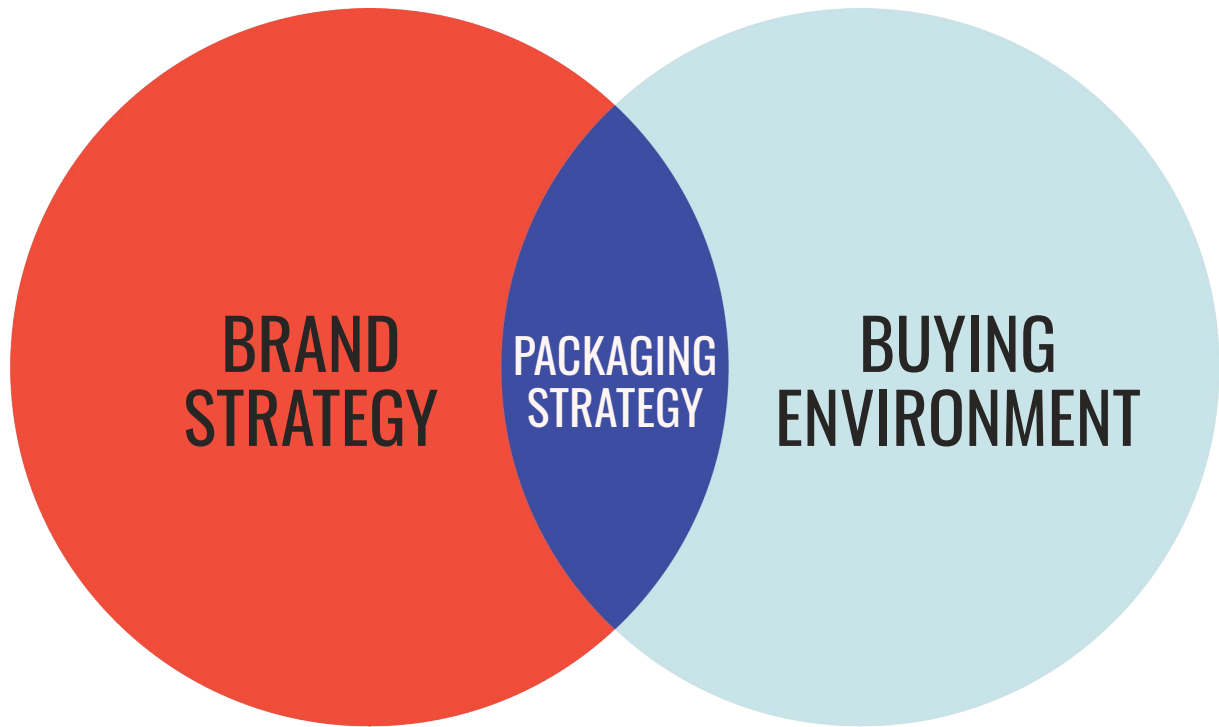 BRAND
STRATEGY
PACKAGING
STRATEGY
BUYING
ENVIRONMENT